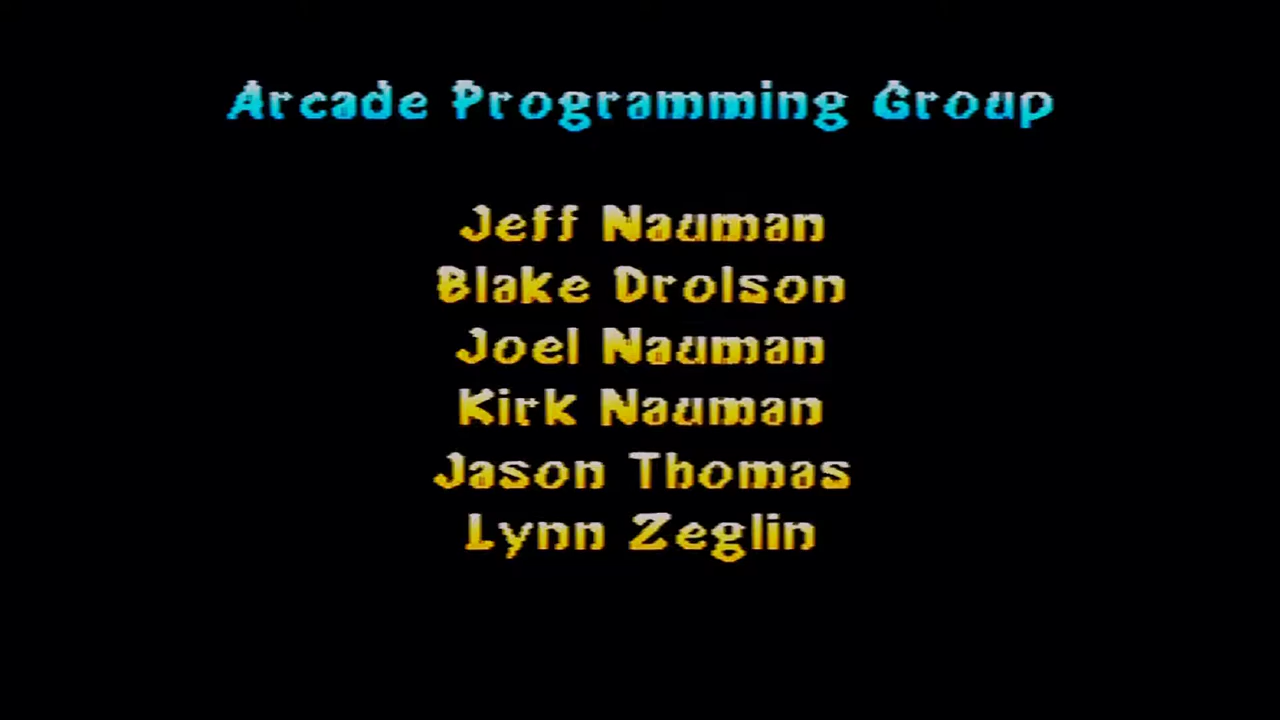 Arcade Programming Group
Jeff Nauman
Blake Drolson
Joel Nauman
Kirk Nauman
Jason Thomas
Lynn Zeglin